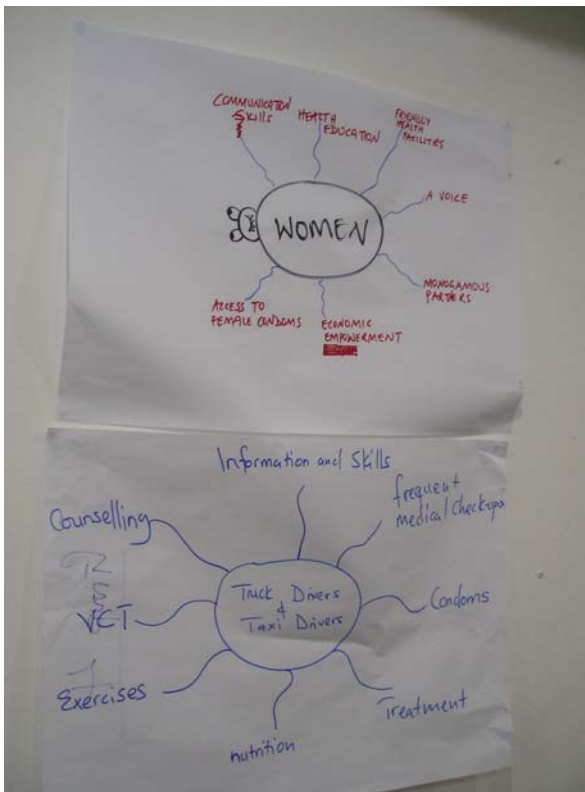 COMMUNICATION
SKILLS
HEALTH
EDUCATION
FRIENDLY
HEALTH
FACILITIES
A VOICE
WOMEN
MONOGAMOUS
PARTNERS
ACCESS TO
FEMALE CONDOMS
ECONOMIC
EMPOWERMENT
Information and Skills
frequent
medical checkups
Counselling
Truck Drivers
&
Taxi Drivers
Condoms
VCT
Exercises
Treatment
nutrition